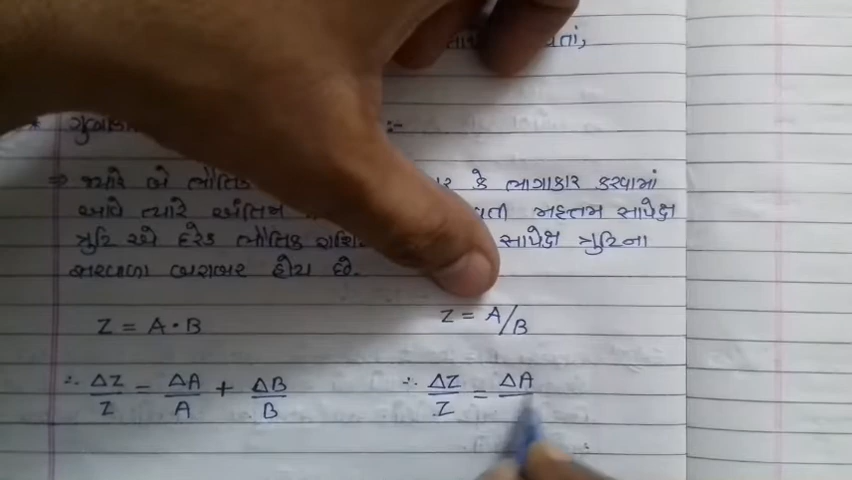 :-
⇒ જ્યારે બે ભૌતિક કે ભાગાકાર કરવામાં
આવે ત્યારે અંતિમ મહત્તમ સાપેક્ષ
ત્રુટિ એ દરેક ભૌતિક રાશિ સાપેક્ષ ત્રુટિના
સરવાળા બરાબર હોય છે.
Z = A · B Z = A/B
∴ ΔZ/Z = ΔA/A + ΔB/B ∴ ΔZ/Z = ΔA